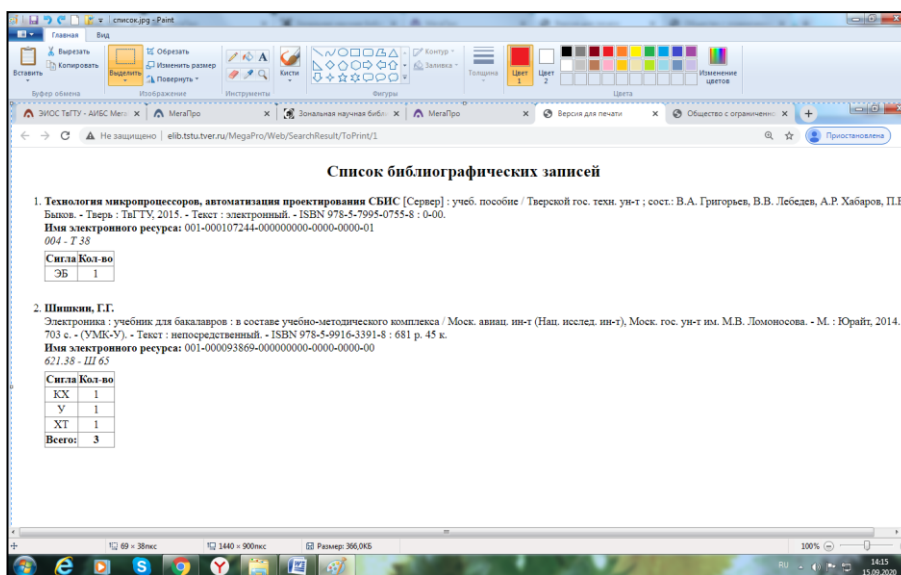 список.jpg - Paint
Главная Вид
Вставить
Вырезать
Копировать
Буфер обмена
Выделить
Обрезать
Изменить размер
Повернуть
Изображение
A
Инструменты
Кисти
Фигуры
Контур
Заливка
Толщина
Цвет 1
Цвет 2
Изменение цветов
Цвета
ЭИОС ТвГТУ - АИБС Мега
МегаПро
Зональная научная библ
МегаПро
Версия для печати
Общество с ограниченно
Не защищено | elib.tstu.tver.ru/MegaPro/Web/SearchResult/ToPrint/1
Приостановлена
Список библиографических записей
1. Технология микропроцессоров, автоматизация проектирования СБИС [Сервер] : учеб. пособие / Тверской гос. техн. ун-т ; сост.: В.А. Григорьев, В.В. Лебедев, А.Р. Хабаров, П.В
Быков. - Тверь : ТвГТУ, 2015. - Текст : электронный. - ISBN 978-5-7995-0755-8 : 0-00.
Имя электронного ресурса: 001-000107244-000000000-0000-0000-01
004 - Т 38
Сигла Кол-во
ЭБ 1
2. Шишкин, Г.Г.
Электроника : учебник для бакалавров : в составе учебно-методического комплекса / Моск. авиац. ин-т (Нац. исслед. ин-т), Моск. гос. ун-т им. М.В. Ломоносова. - М. : Юрайт, 2014.
703 с. - (УМК-У). - Текст : непосредственный. - ISBN 978-5-9916-3391-8 : 681 р. 45 к.
Имя электронного ресурса: 001-000093869-000000000-0000-0000-00
621.38 - Ш 65
Сигла Кол-во
КХ 1
У 1
ХТ 1
Всего: 3
69 × 38пкс
1440 × 900пкс
Размер: 366,0КБ
100%
RU
14:15
15.09.2020